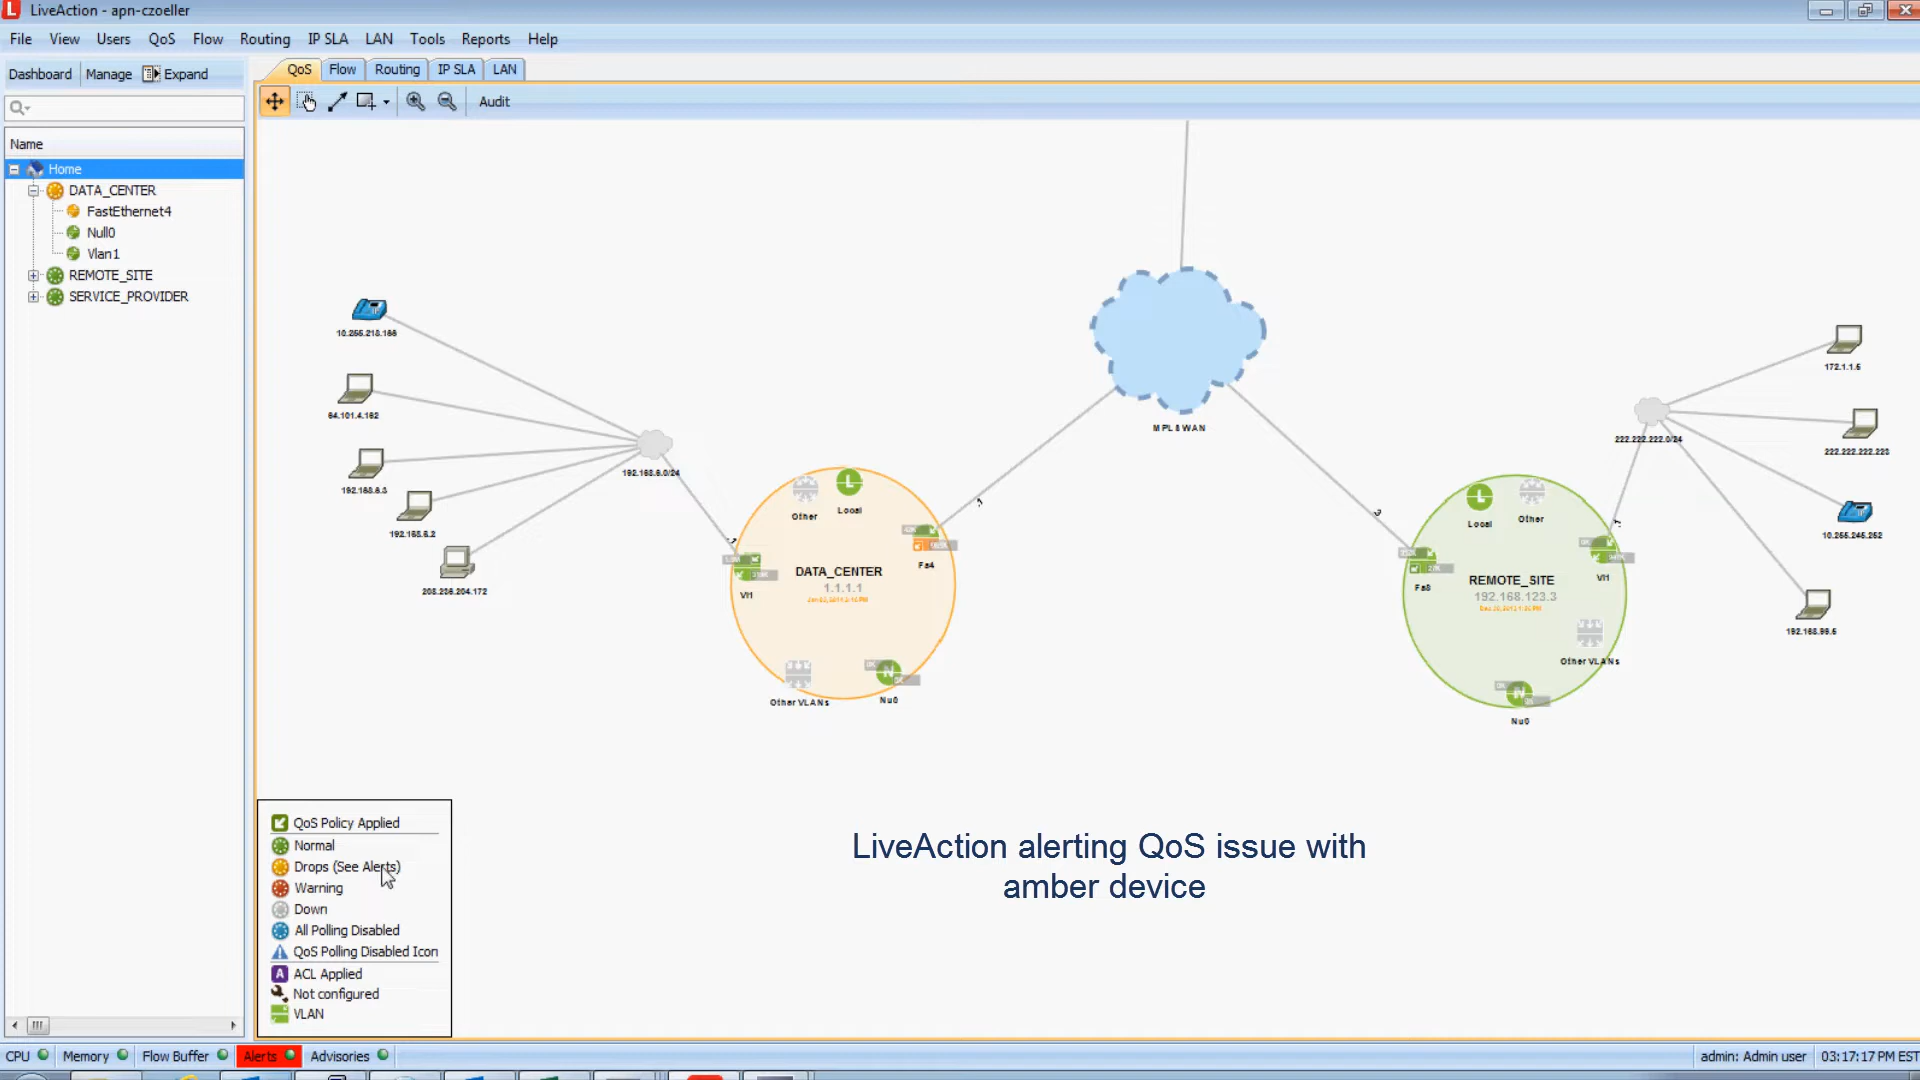 LiveAction - apn-czoeller
File View Users QoS Flow Routing IP SLA LAN Tools Reports Help
Dashboard Manage Expand
QoS Flow Routing IP SLA LAN
Audit
Name
Home
DATA_CENTER
FastEthernet4
Null0
Vlan1
REMOTE_SITE
SERVICE_PROVIDER
10.255.218.166
64.101.4.162
192.168.6.3
192.168.6.2
208.236.204.172
192.168.6.0/24
MPLS WAN
Other
Local
Fa4
Vl1
DATA_CENTER
1.1.1.1
Other VLANs
Nu0
Local
Other
Fa8
Vl1
REMOTE_SITE
192.168.123.3
Other VLANs
Nu0
222.222.222.0/24
172.1.1.5
222.222.222.223
10.255.245.252
192.168.99.5
QoS Policy Applied
Normal
Drops (See Alerts)
Warning
Down
All Polling Disabled
QoS Polling Disabled Icon
ACL Applied
Not configured
VLAN
LiveAction alerting QoS issue with
amber device
CPU Memory Flow Buffer Alerts Advisories
admin: Admin user 03:17:17 PM EST